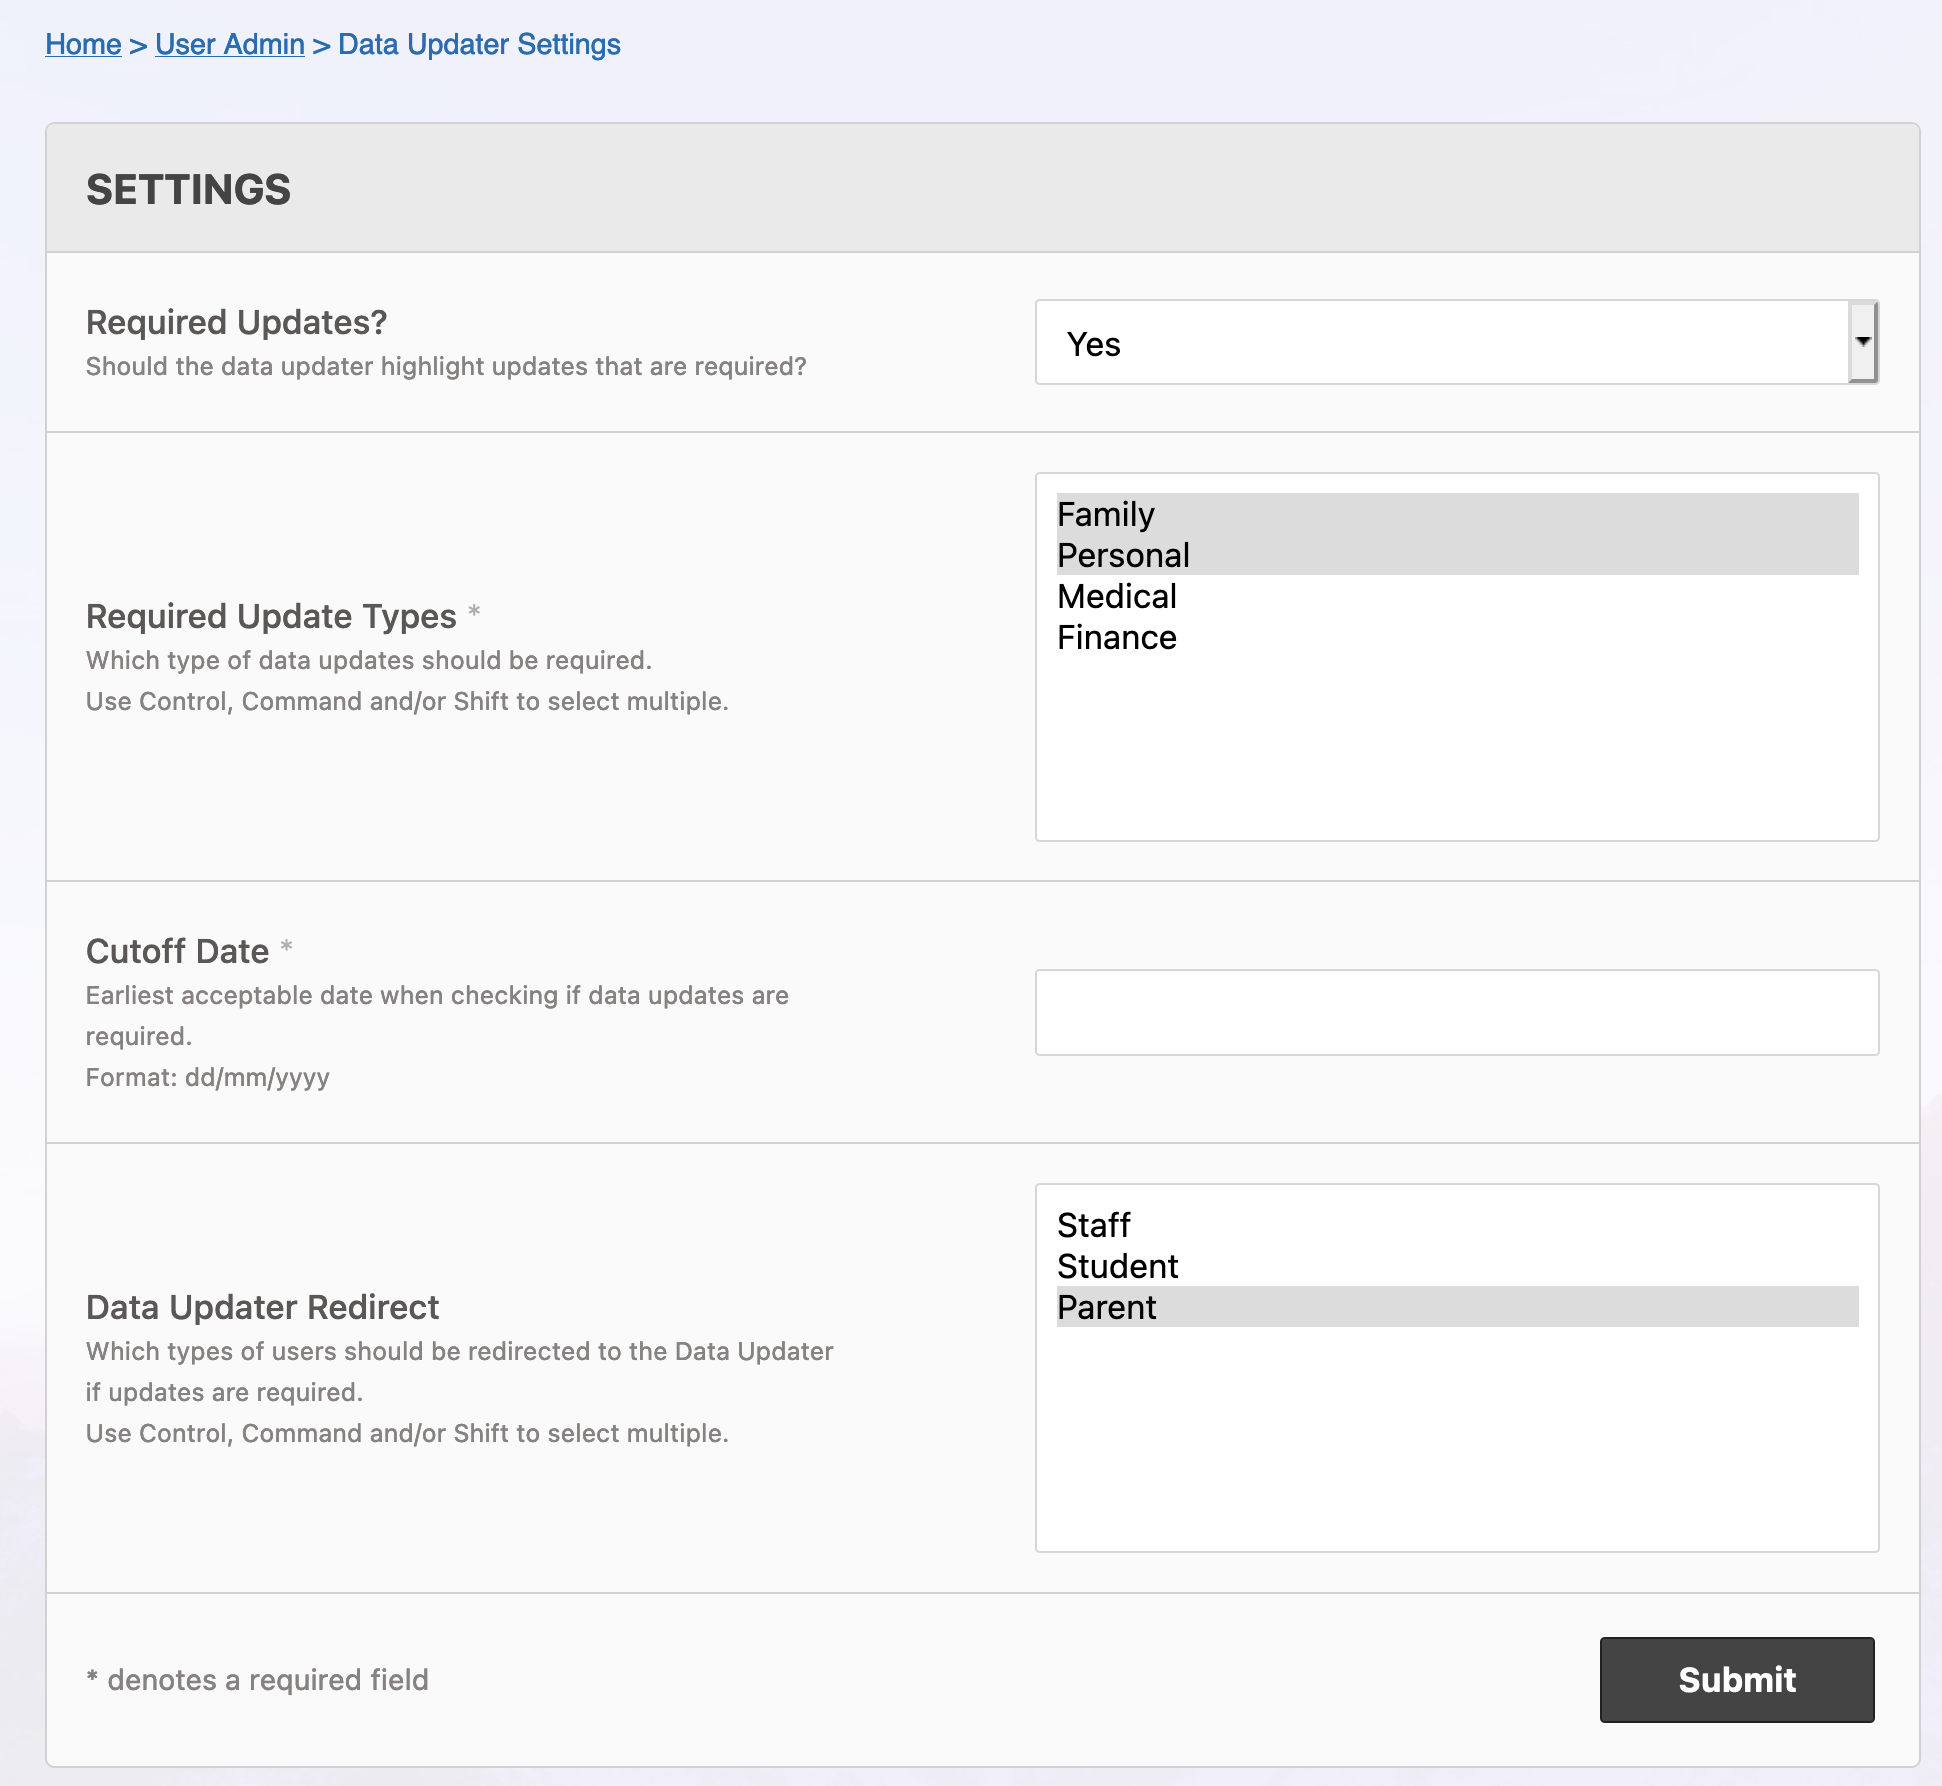 Home > User Admin > Data Updater Settings
SETTINGS
Required Updates?
Should the data updater highlight updates that are required?
Yes
Required Update Types *
Which type of data updates should be required.
Use Control, Command and/or Shift to select multiple.
Family
Personal
Medical
Finance
Cutoff Date *
Earliest acceptable date when checking if data updates are
required.
Format: dd/mm/yyyy
Data Updater Redirect
Which types of users should be redirected to the Data Updater
if updates are required.
Use Control, Command and/or Shift to select multiple.
Staff
Student
Parent
* denotes a required field
Submit